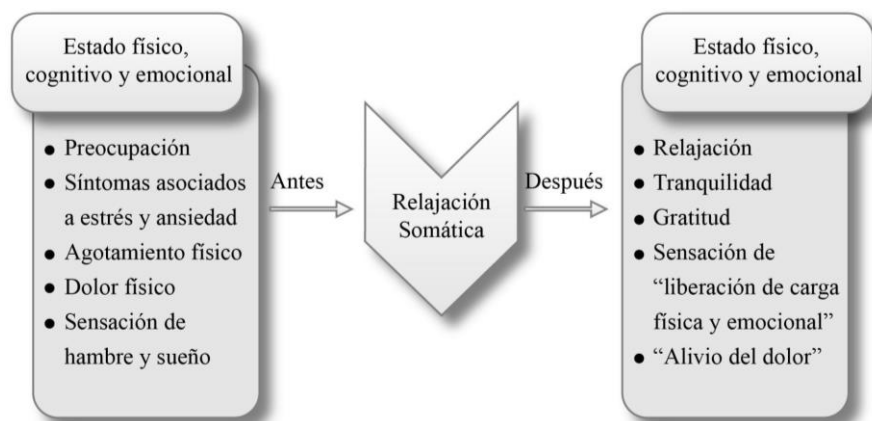 Estado físico,
cognitivo y emocional
● Preocupación
● Síntomas asociados
a estrés y ansiedad
● Agotamiento físico
● Dolor físico
● Sensación de
hambre y sueño
Antes
Relajación
Somática
Después
Estado físico,
cognitivo y emocional
● Relajación
● Tranquilidad
● Gratitud
● Sensación de
“liberación de carga
física y emocional”
● “Alivio del dolor”